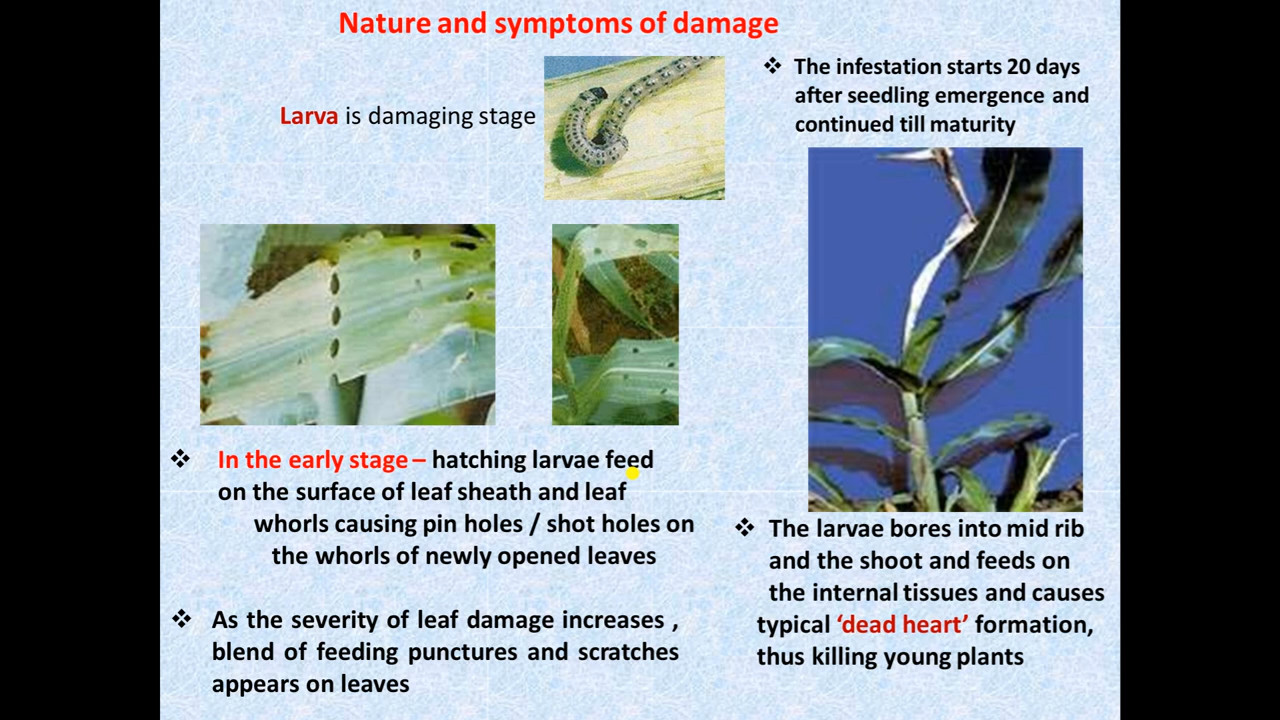 Nature and symptoms of damage
Larva is damaging stage
❖ The infestation starts 20 days
after seedling emergence and
continued till maturity
❖ In the early stage – hatching larvae feed
on the surface of leaf sheath and leaf
whorls causing pin holes / shot holes on
the whorls of newly opened leaves
❖ As the severity of leaf damage increases ,
blend of feeding punctures and scratches
appears on leaves
❖ The larvae bores into mid rib
and the shoot and feeds on
the internal tissues and causes
typical ‘dead heart’ formation,
thus killing young plants